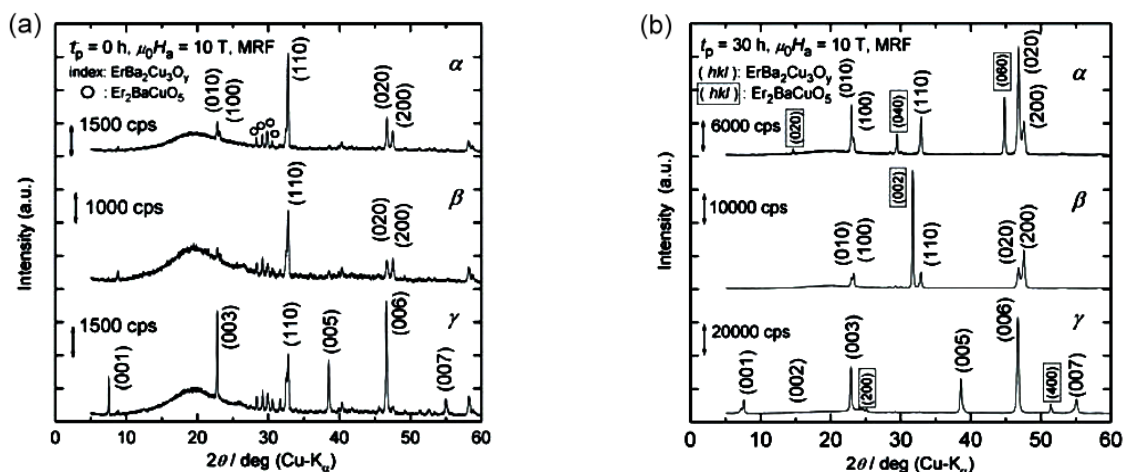 (a)
tp = 0 h, μ0Ha = 10 T, MRF
index: ErBa2Cu3Oy
○ : Er2BaCuO5
1500 cps
(010)
(100)
(110)
(020)
(200)
α
1000 cps
(110)
(020)
(200)
β
1500 cps
(001)
(003)
(110)
(005)
(006)
(007)
γ
Intensity (a.u.)
0 10 20 30 40 50 60
2θ / deg (Cu-Kα)
(b)
tp = 30 h, μ0Ha = 10 T, MRF
(hkl): ErBa2Cu3Oy
(hkl): Er2BaCuO5
6000 cps
(020)
(010)
(100)
(040)
(110)
(060)
(020)
(200)
α
10000 cps
(010)
(100)
(002)
(110)
(020)
(200)
β
20000 cps
(001)
(002)
(003)
(200)
(005)
(006)
(400)
(007)
γ
Intensity (a.u.)
0 10 20 30 40 50 60
2θ / deg (Cu-Kα)